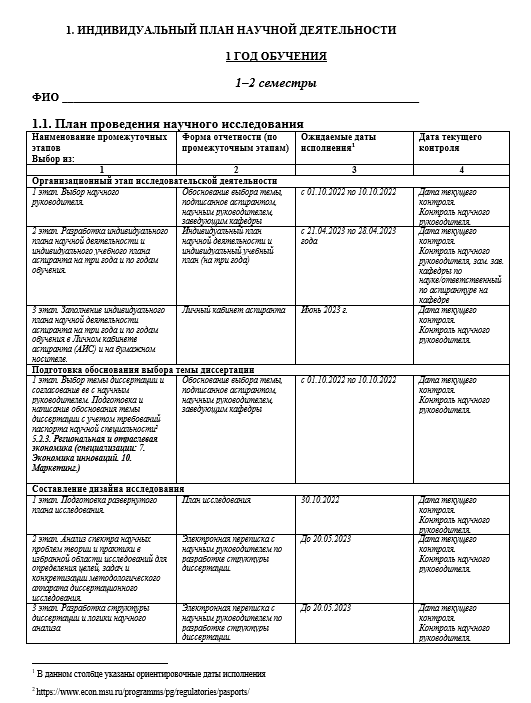 1. ИНДИВИДУАЛЬНЫЙ ПЛАН НАУЧНОЙ ДЕЯТЕЛЬНОСТИ
1 ГОД ОБУЧЕНИЯ
1–2 семестры
ФИО
1.1. План проведения научного исследования
Наименование промежуточных
этапов
Выбор из:
Форма отчетности (по
промежуточным этапам)
Ожидаемые даты
исполнения1
Дата текущего
контроля
1
2
3
4
Организационный этап исследовательской деятельности
1 этап. Выбор научного
руководителя.
Обоснование выбора темы,
подписанное аспирантом,
научным руководителем,
заведующим кафедры
с 01.10.2022 по 10.10.2022
Дата текущего
контроля.
Контроль научного
руководителя.
2 этап. Разработка индивидуального
плана научной деятельности и
индивидуального учебного плана
аспиранта на три года и по годам
обучения.
Индивидуальный план
научной деятельности и
индивидуальный учебный
план (на три года)
с 21.04.2023 по 28.04.2023
года
Дата текущего
контроля.
Контроль научного
руководителя, зам. зав.
кафедры по
науке/ответственный
по аспирантуре на
кафедре
3 этап. Заполнение индивидуального
плана научной деятельности
аспиранта на три года и по годам
обучения в Личном кабинете
аспиранта (АИС) и на бумажном
носителе.
Личный кабинет аспиранта
Июнь 2023 г.
Дата текущего
контроля.
Контроль научного
руководителя.
Подготовка обоснования выбора темы диссертации
1 этап. Выбор темы диссертации и
согласование ее с научным
руководителем. Подготовка и
написание обоснования темы
диссертации с учетом требований
паспорта научной специальности2
5.2.3. Региональная и отраслевая
экономика (специализации: 7.
Экономика инноваций. 10.
Маркетинг.)
Обоснование выбора темы,
подписанное аспирантом,
научным руководителем,
заведующим кафедры
с 01.10.2022 по 10.10.2022
Дата текущего
контроля.
Контроль научного
руководителя.
Составление дизайна исследования
1 этап. Подготовка развернутого
плана исследования.
План исследования
30.10.2022
Дата текущего
контроля.
Контроль научного
руководителя.
2 этап. Анализ спектра научных
проблем теории и практики в
избранной области исследований для
определения целей, задач и
конкретизации методологического
аппарата диссертационного
исследования.
Электронная переписка с
научным руководителем по
разработке структуры
диссертации.
До 20.05.2023
Дата текущего
контроля.
Контроль научного
руководителя.
3 этап. Разработка структуры
диссертации и логики научного
анализа
Электронная переписка с
научным руководителем по
разработке структуры
диссертации.
До 20.05.2023
Дата текущего
контроля.
Контроль научного
руководителя.
1 В данном столбце указаны ориентировочные даты исполнения
2 https://www.econ.msu.ru/programms/pg/regulatories/pasports/